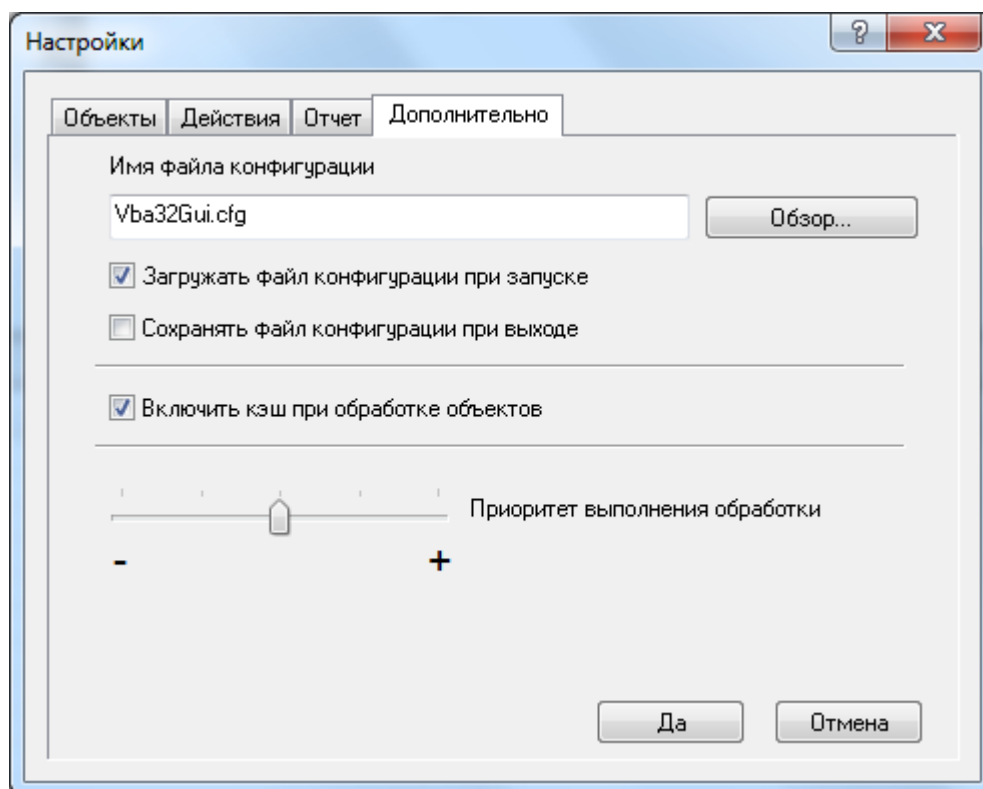 Настройки
Объекты Действия Отчет Дополнительно
Имя файла конфигурации
Vba32Gui.cfg Обзор...
Загружать файл конфигурации при запуске
Сохранять файл конфигурации при выходе
Включить кэш при обработке объектов
Приоритет выполнения обработки
- +
Да Отмена